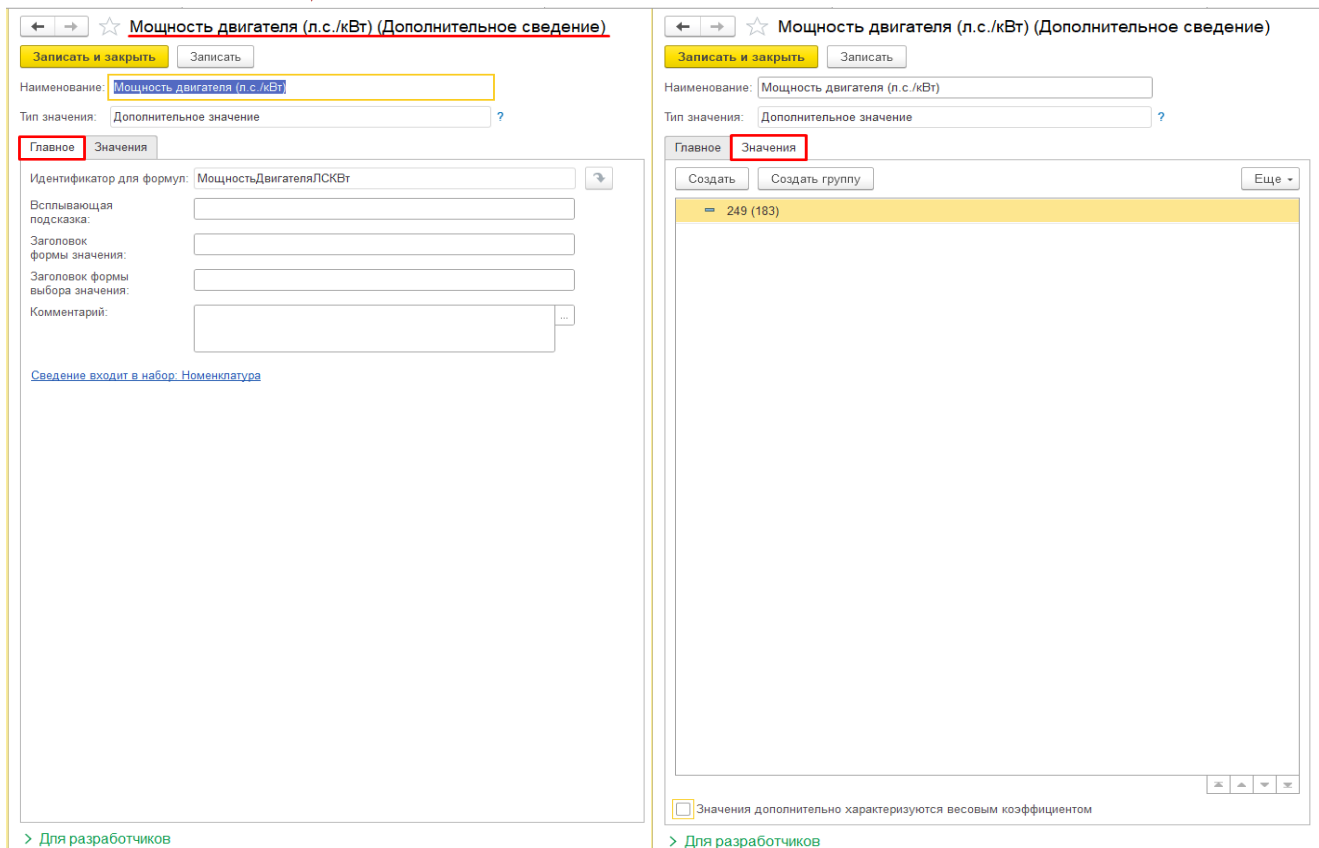 Мощность двигателя (л.с./кВт) (Дополнительное сведение)
Записать и закрыть Записать
Наименование: Мощность двигателя (л.с./кВт)
Тип значения: Дополнительное значение ?
Главное Значения
Идентификатор для формул: МощностьДвигателяЛСКВт
Всплывающая
подсказка:
Заголовок
формы значения:
Заголовок формы
выбора значения:
Комментарий: ...
Сведение входит в набор: Номенклатура
> Для разработчиков
Мощность двигателя (л.с./кВт) (Дополнительное сведение)
Записать и закрыть Записать
Наименование: Мощность двигателя (л.с./кВт)
Тип значения: Дополнительное значение ?
Главное Значения
Создать Создать группу Еще
249 (183)
Значения дополнительно характеризуются весовым коэффициентом
> Для разработчиков